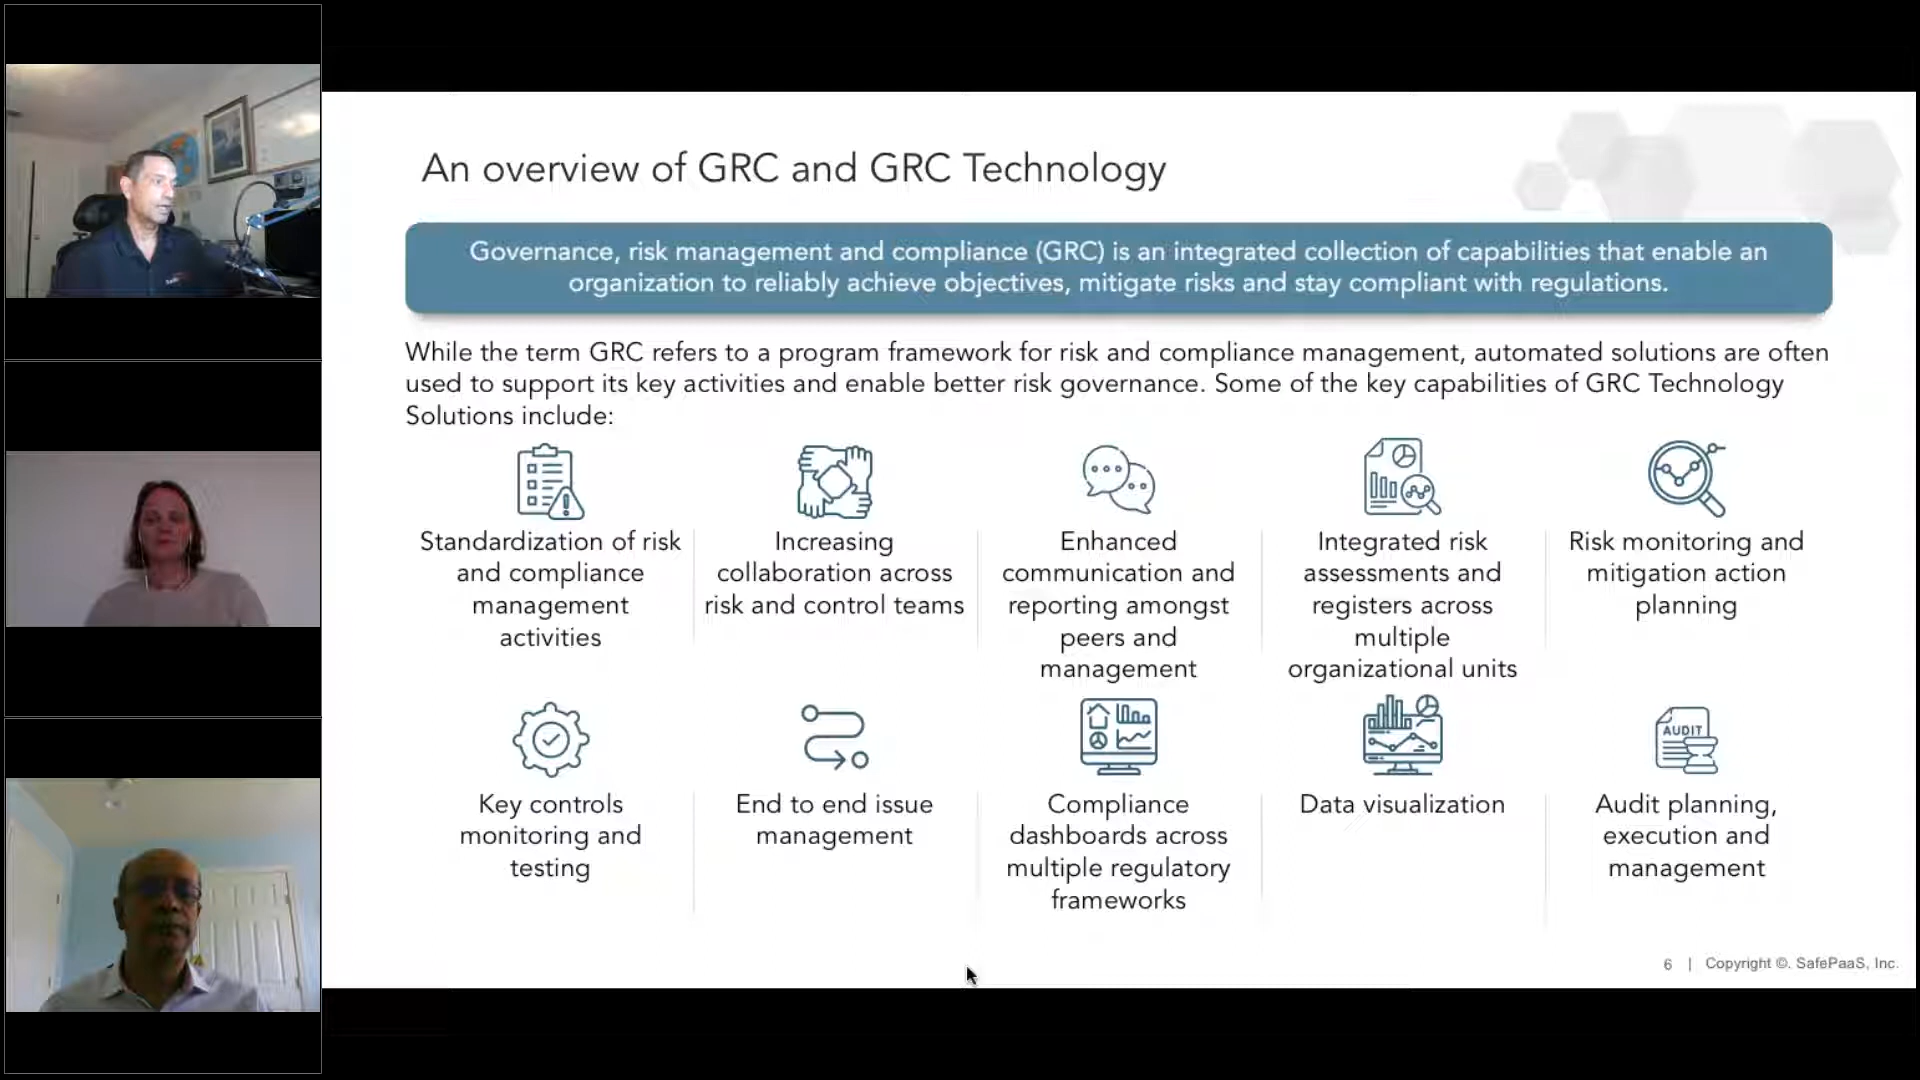 An overview of GRC and GRC Technology
Governance, risk management and compliance (GRC) is an integrated collection of capabilities that enable an
organization to reliably achieve objectives, mitigate risks and stay compliant with regulations.
While the term GRC refers to a program framework for risk and compliance management, automated solutions are often
used to support its key activities and enable better risk governance. Some of the key capabilities of GRC Technology
Solutions include:
Standardization of risk
and compliance
management
activities
Increasing
collaboration across
risk and control teams
Enhanced
communication and
reporting amongst
peers and
management
Integrated risk
assessments and
registers across
multiple
organizational units
Risk monitoring and
mitigation action
planning
Key controls
monitoring and
testing
End to end issue
management
Compliance
dashboards across
multiple regulatory
frameworks
Data visualization
AUDIT
Audit planning,
execution and
management
6 | Copyright ©. SafePaaS, Inc.